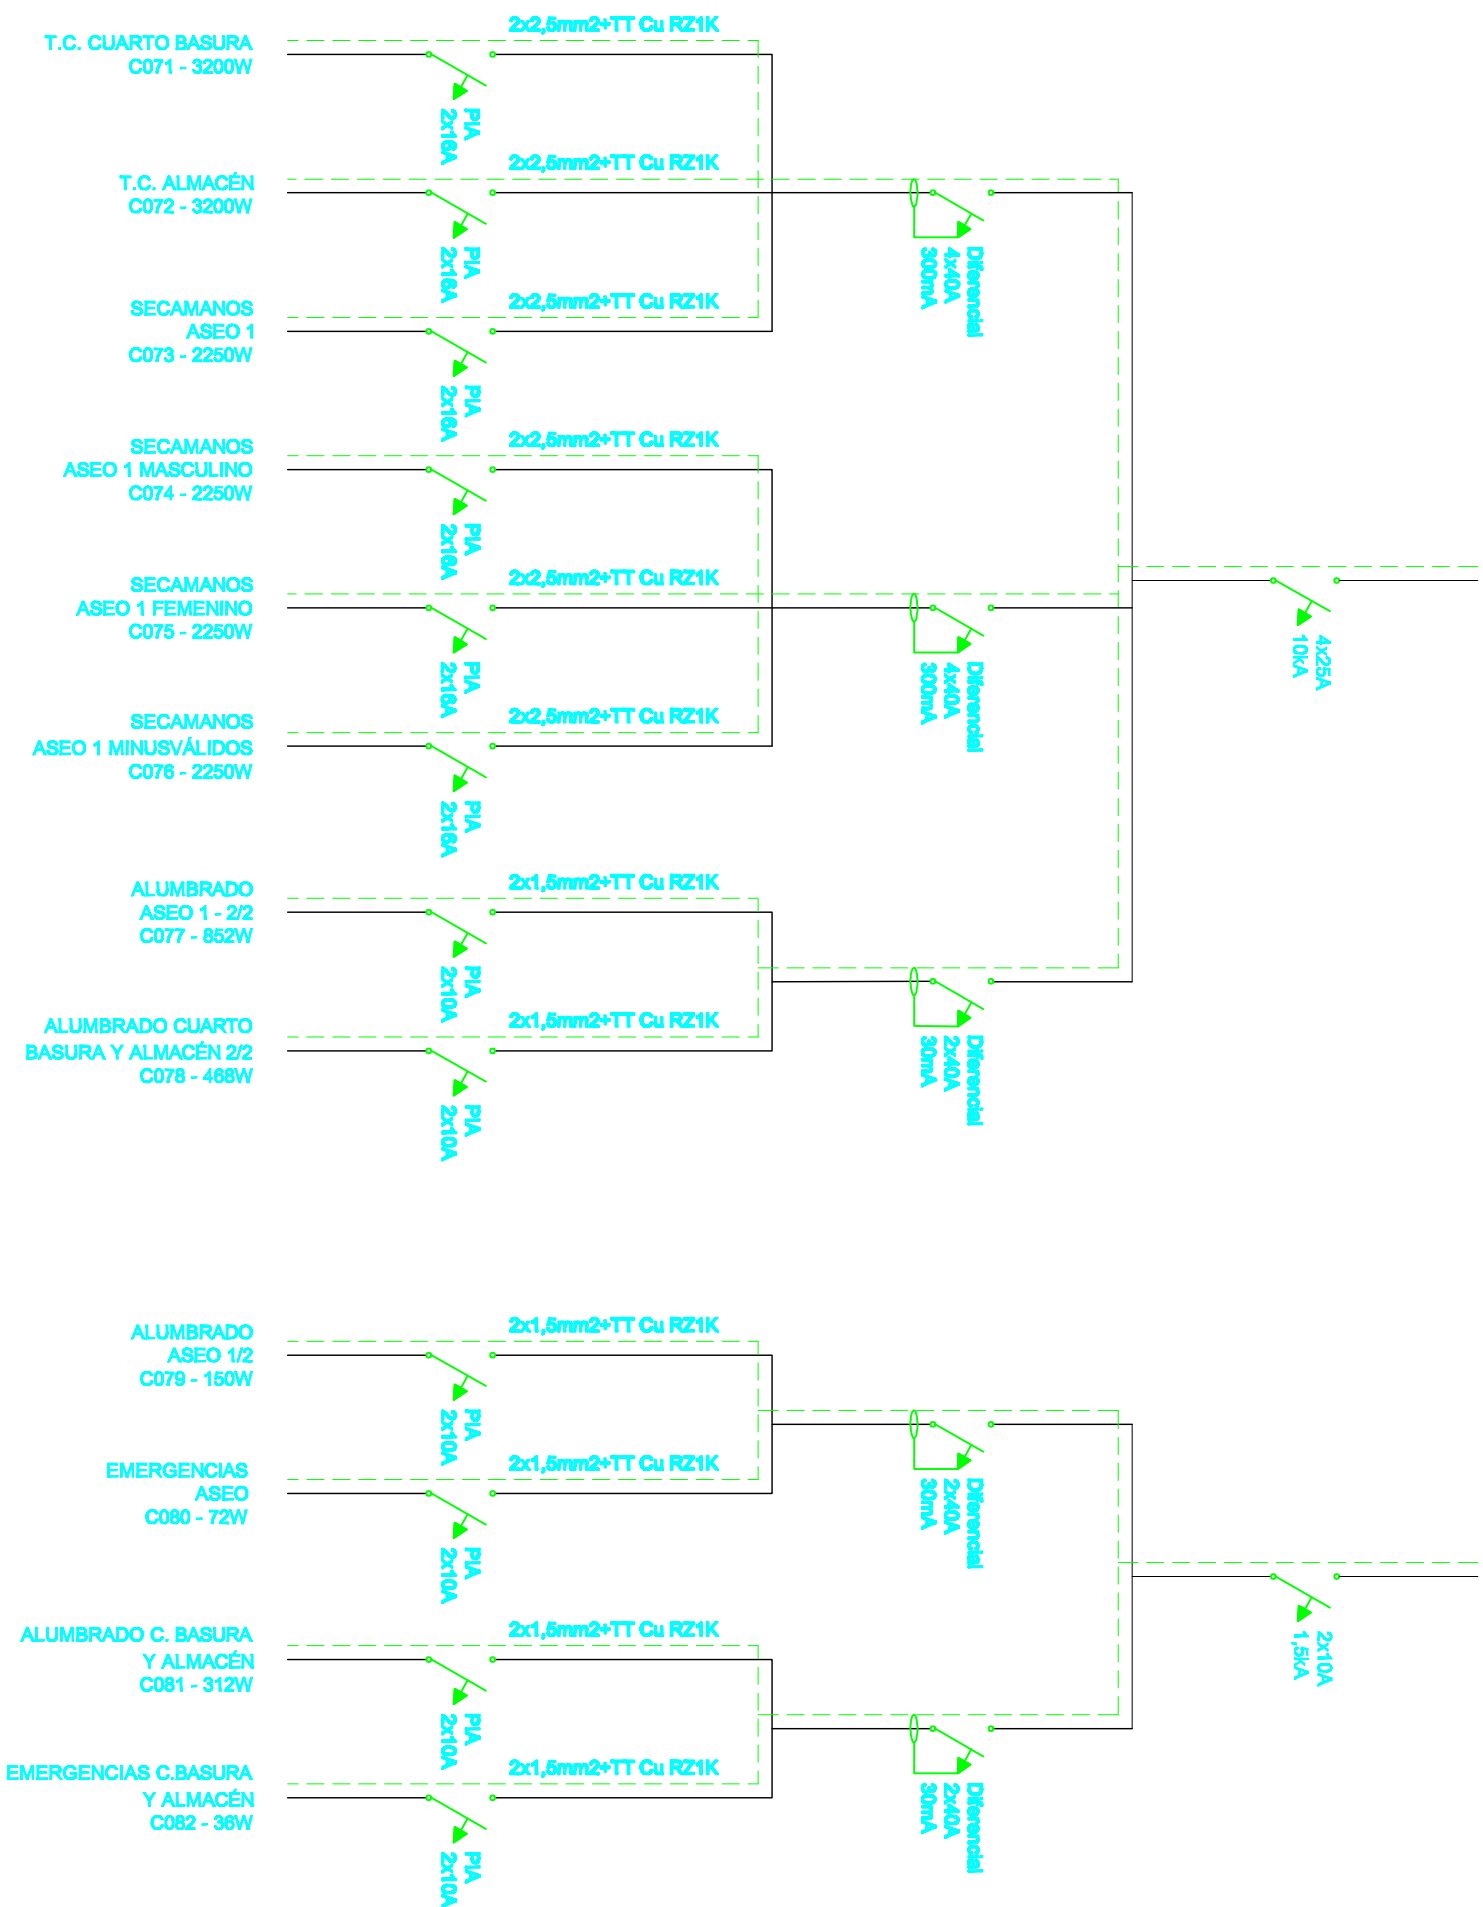 T.C. CUARTO BASURA
C071 - 3200W
2x2,5mm2+TT Cu RZ1K
PIA
2x16A
T.C. ALMACÉN
C072 - 3200W
2x2,5mm2+TT Cu RZ1K
PIA
2x16A
Diferencial
4x40A
300mA
SECAMANOS
ASEO 1
C073 - 2250W
2x2,5mm2+TT Cu RZ1K
PIA
2x16A
SECAMANOS
ASEO 1 MASCULINO
C074 - 2250W
2x2,5mm2+TT Cu RZ1K
PIA
2x16A
SECAMANOS
ASEO 1 FEMENINO
C075 - 2250W
2x2,5mm2+TT Cu RZ1K
PIA
2x16A
Diferencial
4x40A
300mA
4x25A
10kA
SECAMANOS
ASEO 1 MINUSVÁLIDOS
C076 - 2250W
2x2,5mm2+TT Cu RZ1K
PIA
2x16A
ALUMBRADO
ASEO 1 - 2/2
C077 - 852W
2x1,5mm2+TT Cu RZ1K
PIA
2x10A
Diferencial
2x40A
30mA
ALUMBRADO CUARTO
BASURA Y ALMACÉN 2/2
C078 - 468W
2x1,5mm2+TT Cu RZ1K
PIA
2x10A
ALUMBRADO
ASEO 1/2
C079 - 150W
2x1,5mm2+TT Cu RZ1K
PIA
2x10A
Diferencial
2x40A
30mA
EMERGENCIAS
ASEO
C080 - 72W
2x1,5mm2+TT Cu RZ1K
PIA
2x10A
2x10A
1,5kA
ALUMBRADO C. BASURA
Y ALMACÉN
C081 - 312W
2x1,5mm2+TT Cu RZ1K
PIA
2x10A
Diferencial
2x40A
30mA
EMERGENCIAS C.BASURA
Y ALMACÉN
C082 - 36W
2x1,5mm2+TT Cu RZ1K
PIA
2x10A